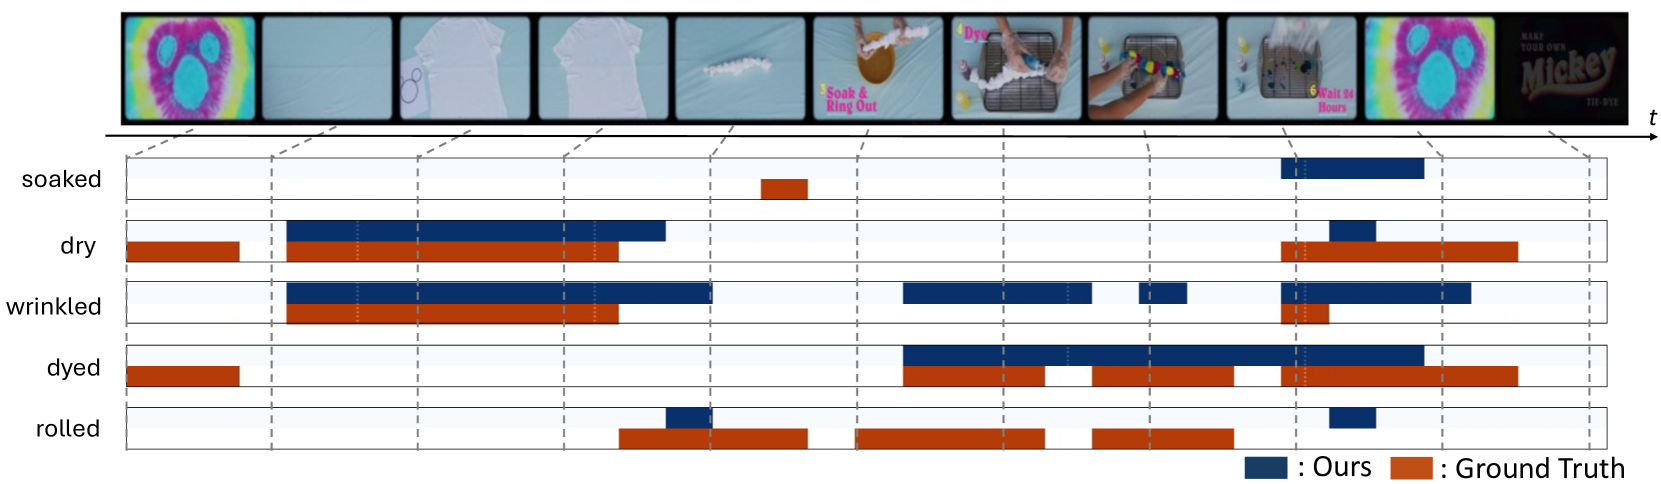 3
Soak &
Ring Out
4
Dye
6
Wait 24
Hours
MAKE
YOUR OWN
Mickey
TIE-DYE
t
soaked
dry
wrinkled
dyed
rolled
: Ours
: Ground Truth